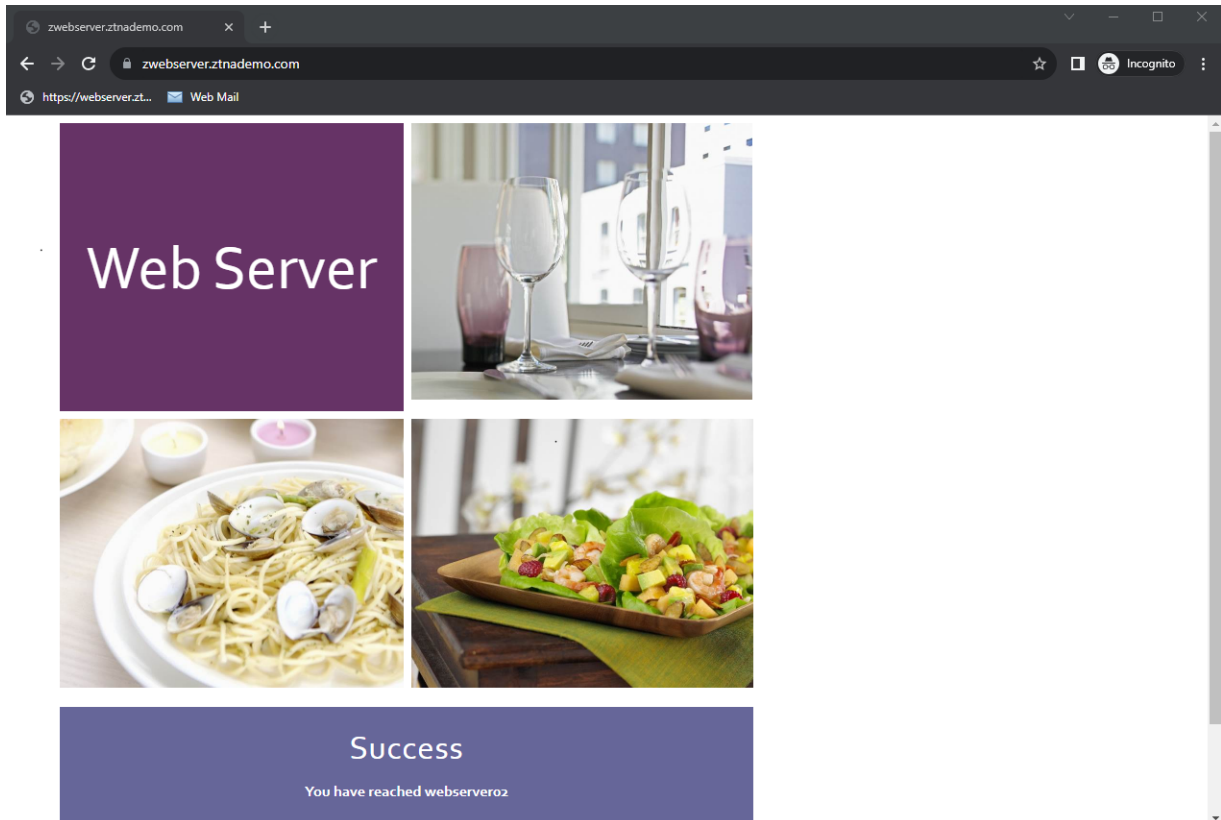 zwebserver.ztnademo.com
zwebserver.ztnademo.com
Incognito
https://webserver.zt... Web Mail
Web Server
Success
You have reached webserver02